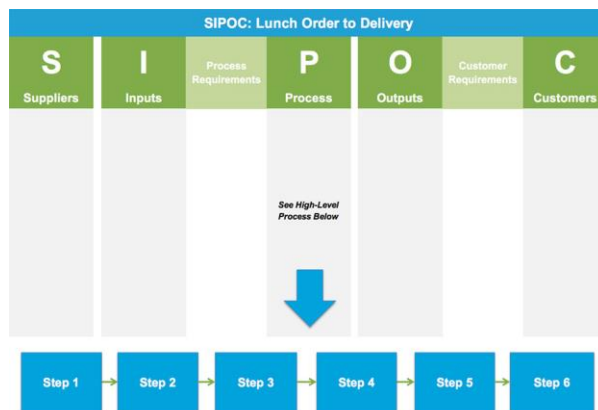 SIPOC: Lunch Order to Delivery
S
Suppliers
I
Inputs
Process
Requirements
P
Process
O
Outputs
Customer
Requirements
C
Customers
See High-Level
Process Below
Step 1
Step 2
Step 3
Step 4
Step 5
Step 6